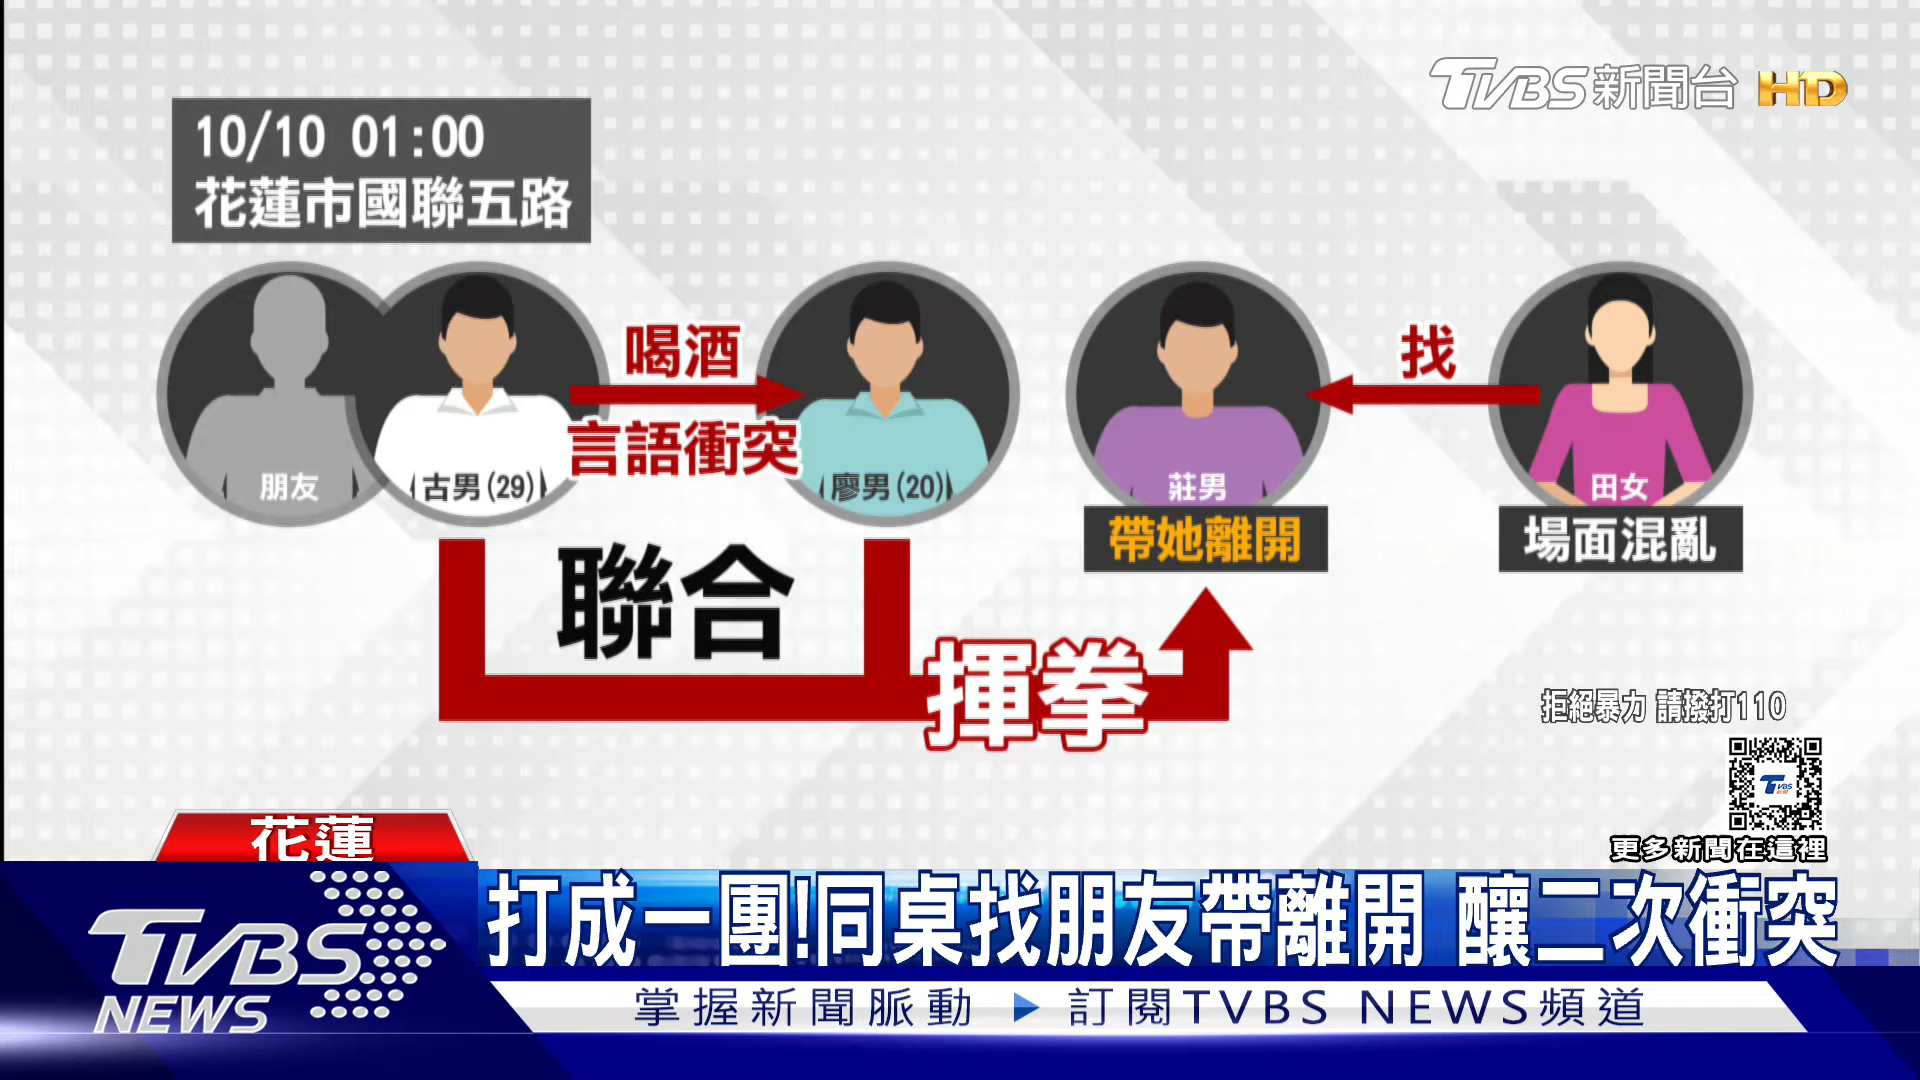 TVBS新聞台 HD
10/10 01:00
花蓮市國聯五路
喝酒
言語衝突
找
朋友
古男(29)
廖男(20)
莊男
田女
帶她離開
場面混亂
聯合
揮拳
拒絕暴力 請撥打110
TVBS
新聞
更多新聞在這裡
花蓮
打成一團!同桌找朋友帶離開 釀二次衝突
TVBS
NEWS
掌握新聞脈動 ▶ 訂閱TVBS NEWS頻道